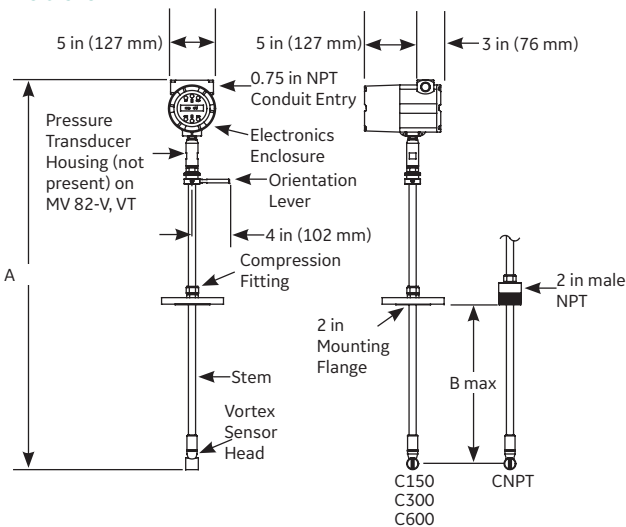 5 in (127 mm)
5 in (127 mm)
3 in (76 mm)
0.75 in NPT
Conduit Entry
Pressure
Transducer
Housing (not
present) on
MV 82-V, VT
Electronics
Enclosure
Orientation
Lever
4 in (102 mm)
A
Compression
Fitting
2 in male
NPT
2 in
Mounting
Flange
B max
Stem
Vortex
Sensor
Head
C150
C300
C600
CNPT